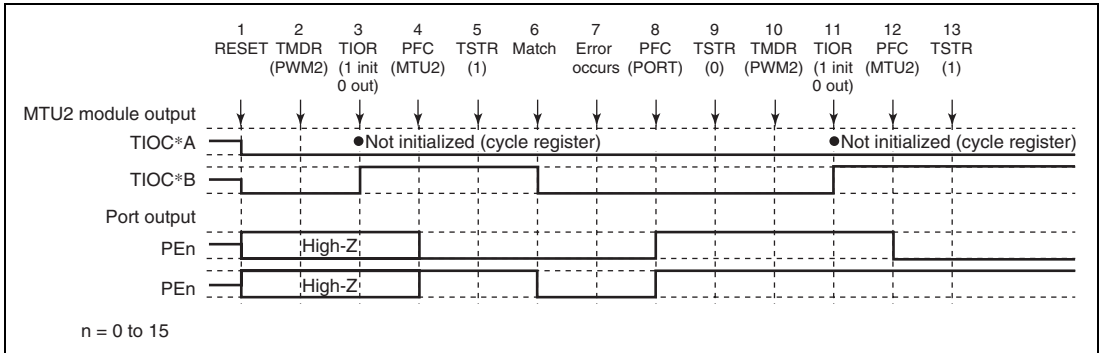 1 2 3 4 5 6 7 8 9 10 11 12 13
RESET TMDR TIOR PFC TSTR Match Error PFC TSTR TMDR TIOR PFC TSTR
(PWM2) (1 init (MTU2) (1) occurs (PORT) (0) (PWM2) (1 init (MTU2) (1)
0 out) 0 out)
MTU2 module output
TIOC*A ●Not initialized (cycle register) ●Not initialized (cycle register)
TIOC*B
Port output
PEn High-Z
PEn High-Z
n = 0 to 15